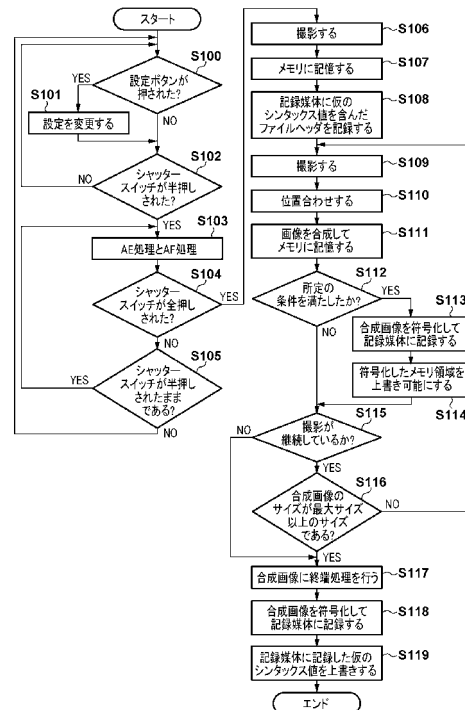 スタート
S100
設定ボタンが
押された?
YES
NO
S101
設定を変更する
S102
シャッター
スイッチが半押し
された?
NO
YES
S103
AE処理とAF処理
S104
シャッター
スイッチが全押し
された?
YES
NO
S105
シャッター
スイッチが半押し
されたまま
である?
YES
NO
撮影する
S106
メモリに記憶する
S107
記録媒体に仮の
シンタックス値を含んだ
ファイルヘッダを記録する
S108
撮影する
S109
位置合わせする
S110
画像を合成して
メモリに記憶する
S111
S112
所定の
条件を満たしたか?
YES
NO
S113
合成画像を符号化して
記録媒体に記録する
符号化したメモリ領域を
上書き可能にする
S114
S115
撮影が
継続しているか?
NO
YES
S116
合成画像の
サイズが最大サイズ
以上のサイズ
である?
NO
YES
合成画像に終端処理を行う
S117
合成画像を符号化して
記録媒体に記録する
S118
記録媒体に記録した仮の
シンタックス値を上書きする
S119
エンド